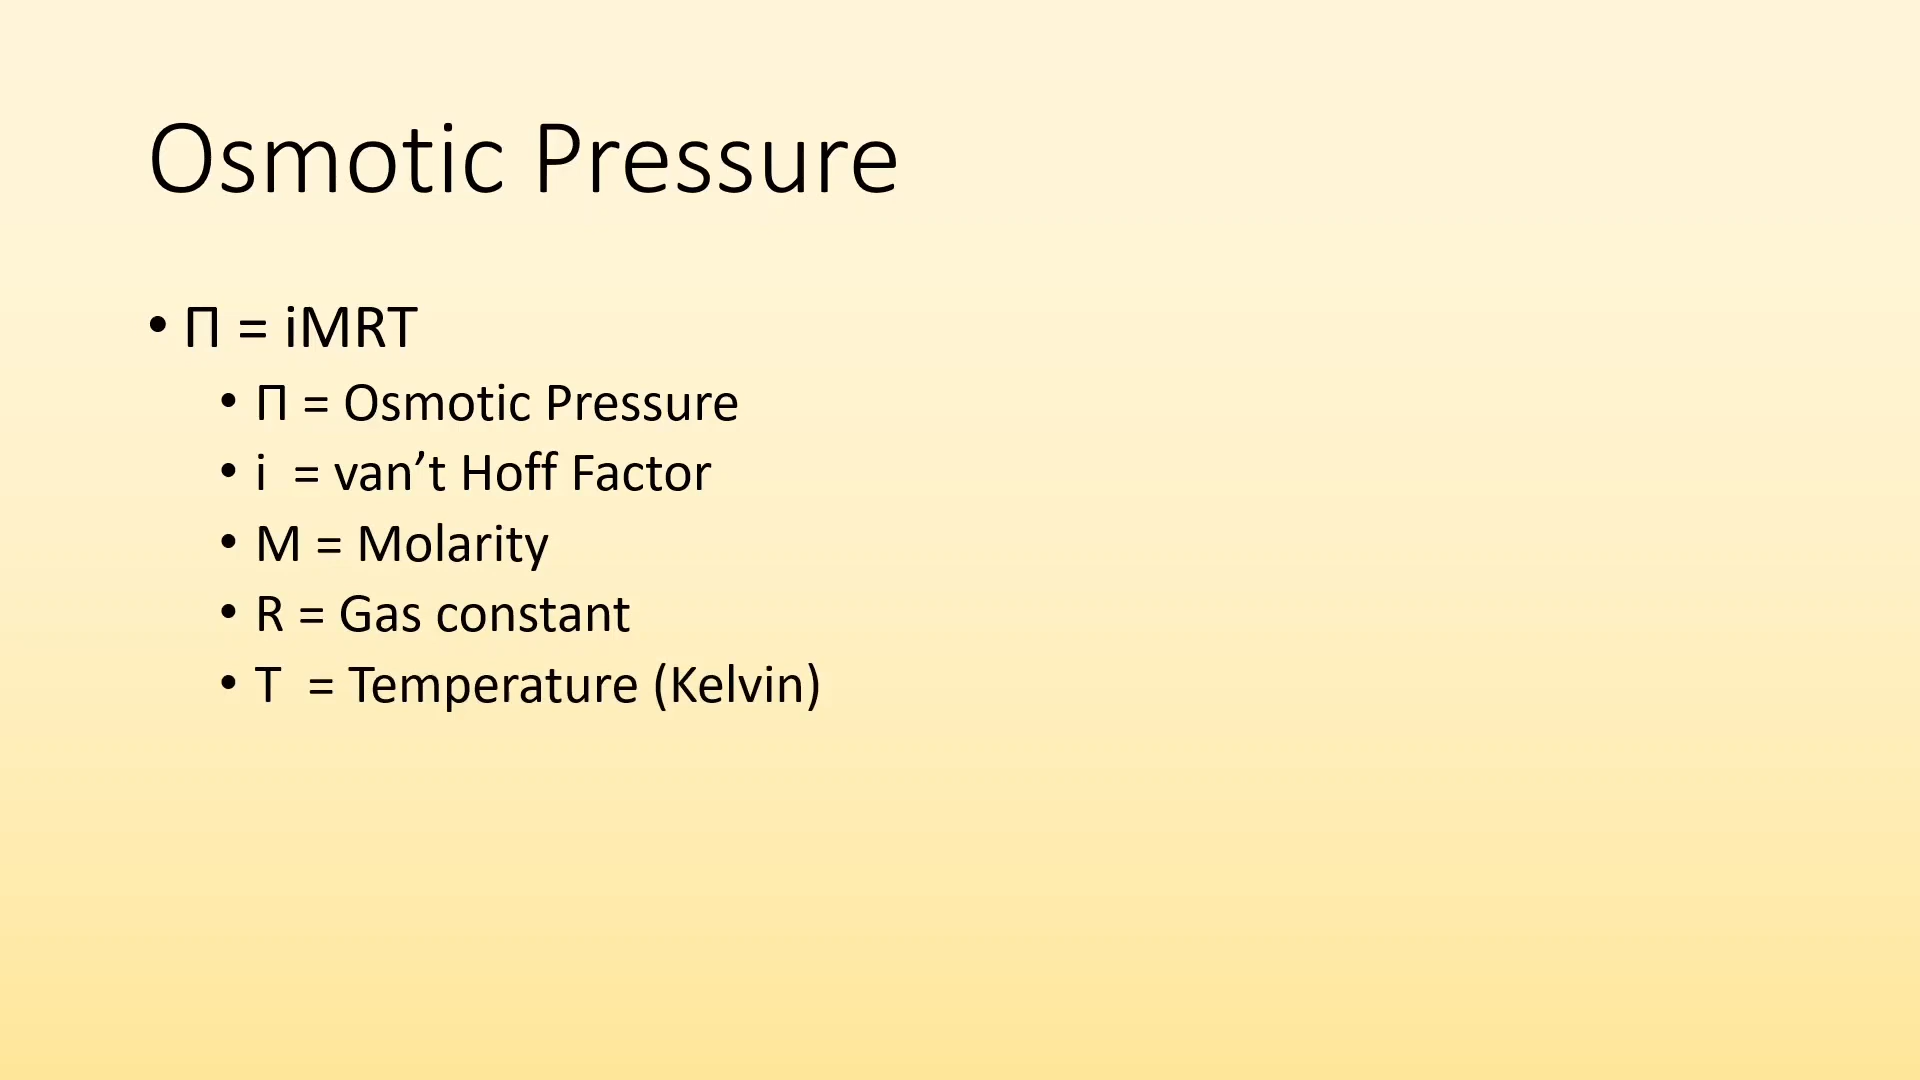 Osmotic Pressure
• Π = iMRT
• Π = Osmotic Pressure
• i  = van’t Hoff Factor
• M = Molarity
• R = Gas constant
• T  = Temperature (Kelvin)